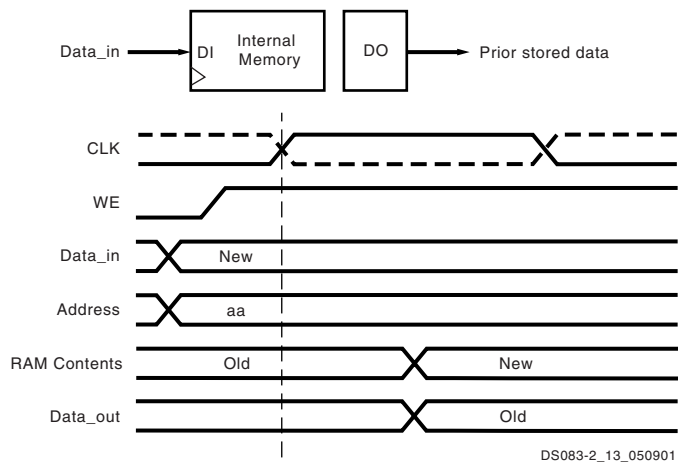 Data_in
DI
Internal
Memory
DO
Prior stored data
CLK
WE
Data_in
New
Address
aa
RAM Contents
Old
New
Data_out
Old
DS083-2_13_050901